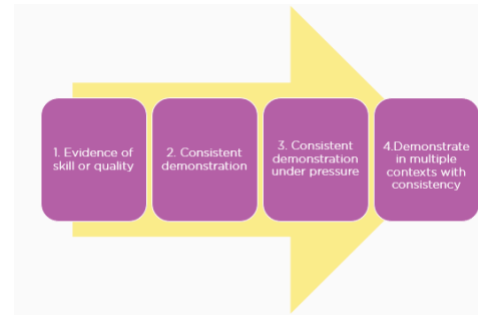 1. Evidence of
skill or quality
2. Consistent
demonstration
3. Consistent
demonstration
under pressure
4.Demonstrate
in multiple
contexts with
consistency